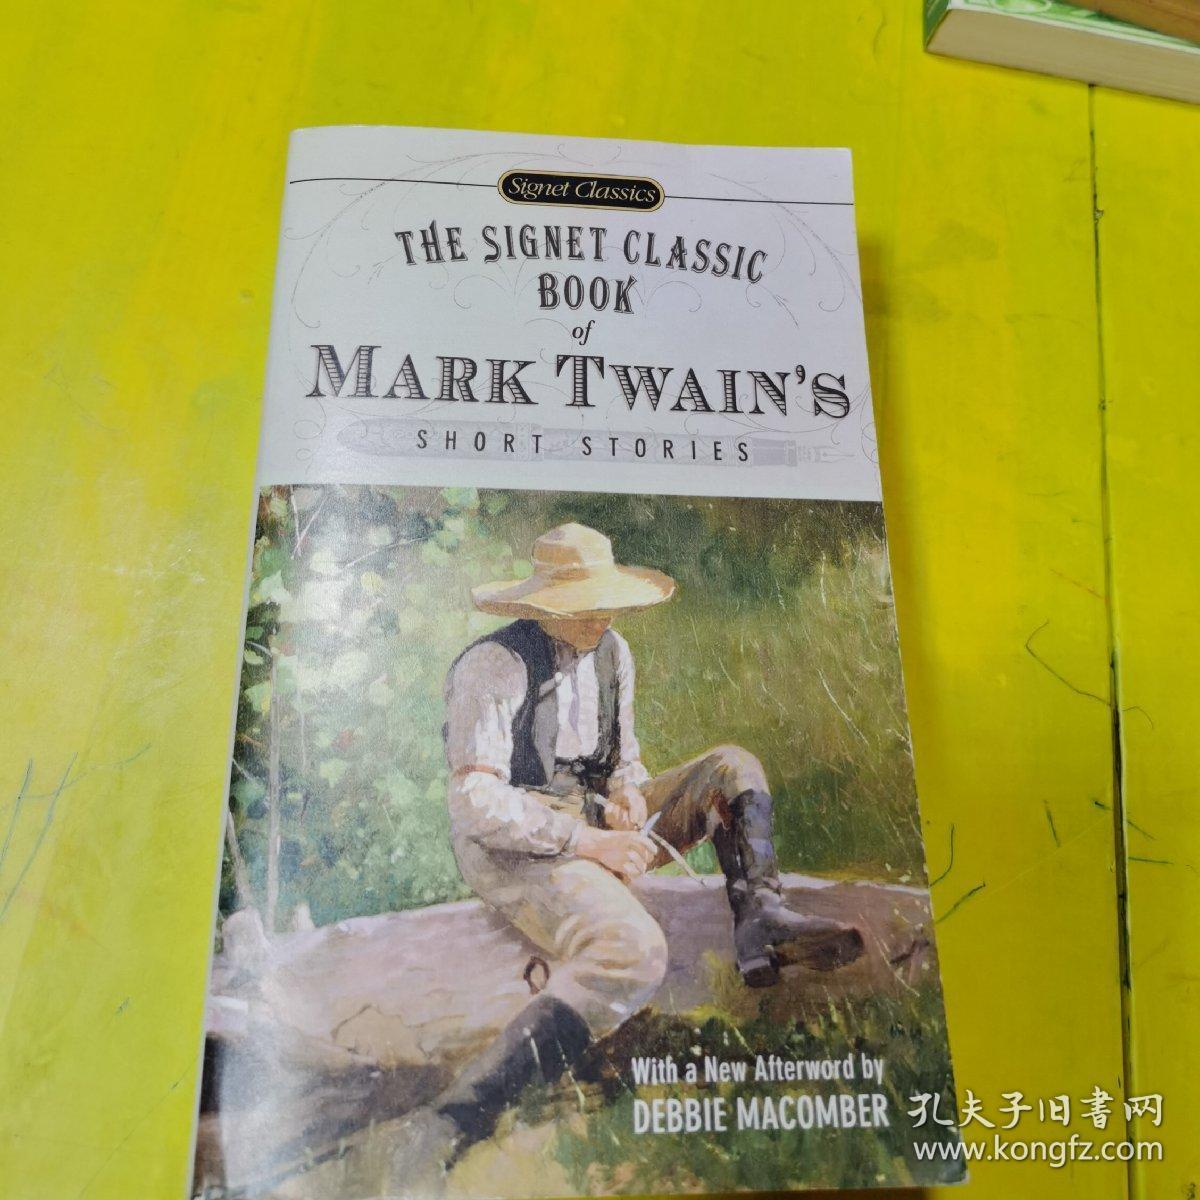 Signet Classics
THE SIGNET CLASSIC
BOOK
of
MARK TWAIN'S
SHORT STORIES
With a New Afterword by
DEBBIE MACOMBER
孔夫子旧書网
www.kongfz.com